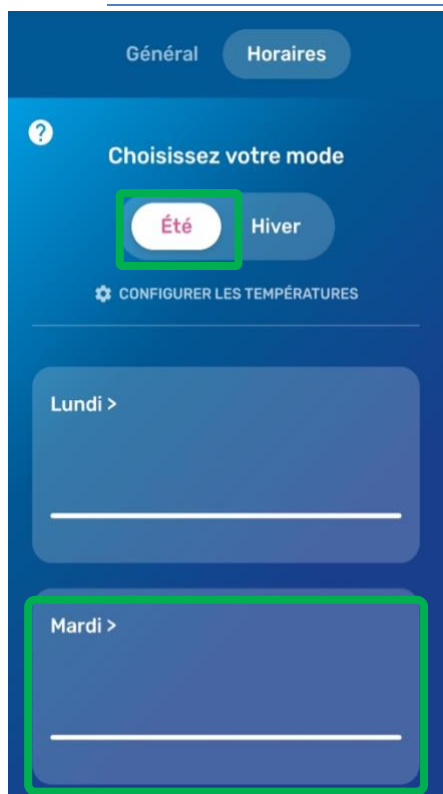 Général Horaires
?
Choisissez votre mode
Été Hiver
CONFIGURER LES TEMPÉRATURES
Lundi >
Mardi >